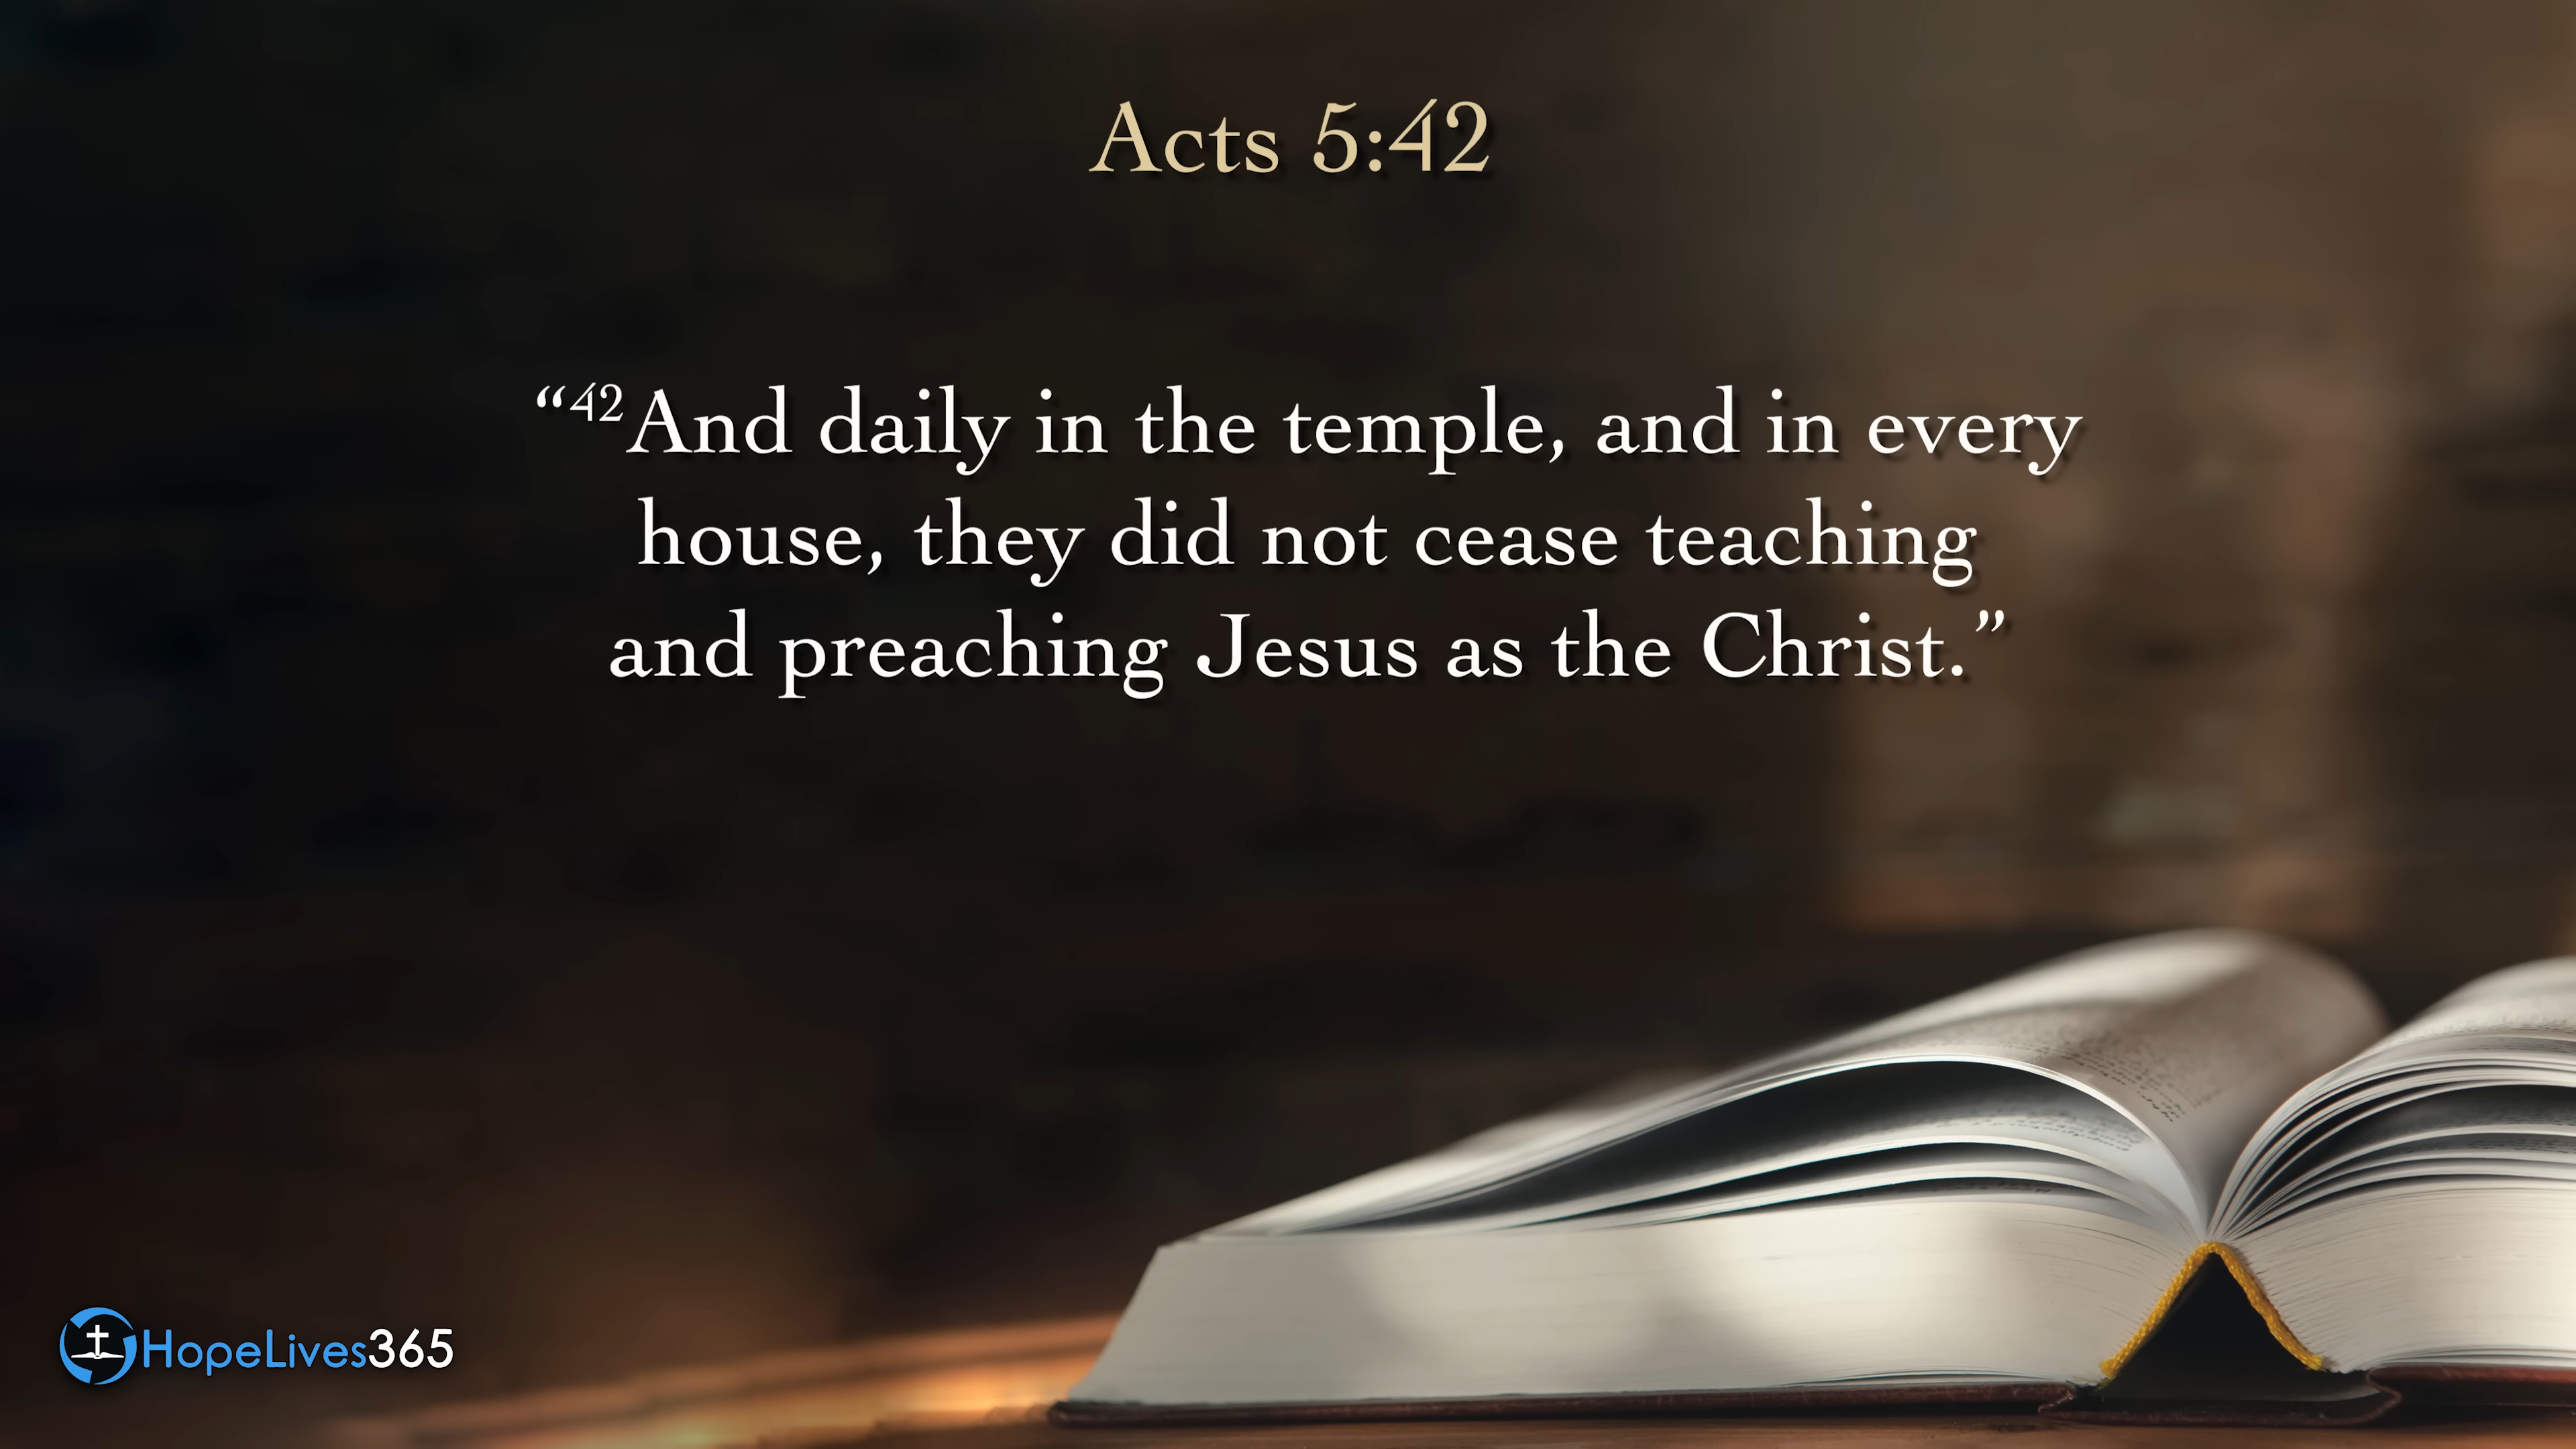 Acts 5:42
“⁴²And daily in the temple, and in every
house, they did not cease teaching
and preaching Jesus as the Christ.”
HopeLives365